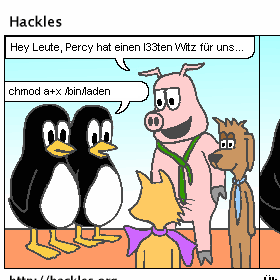 Hackles
Hey Leute, Percy hat einen l33ten Witz für uns...
chmod a+x /bin/laden
http://hackles.org